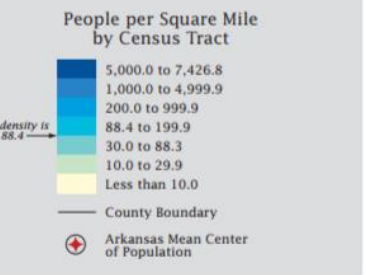 People per Square Mile
by Census Tract
5,000.0 to 7,426.8
1,000.0 to 4,999.9
200.0 to 999.9
density is
88.4
88.4 to 199.9
30.0 to 88.3
10.0 to 29.9
Less than 10.0
County Boundary
Arkansas Mean Center
of Population